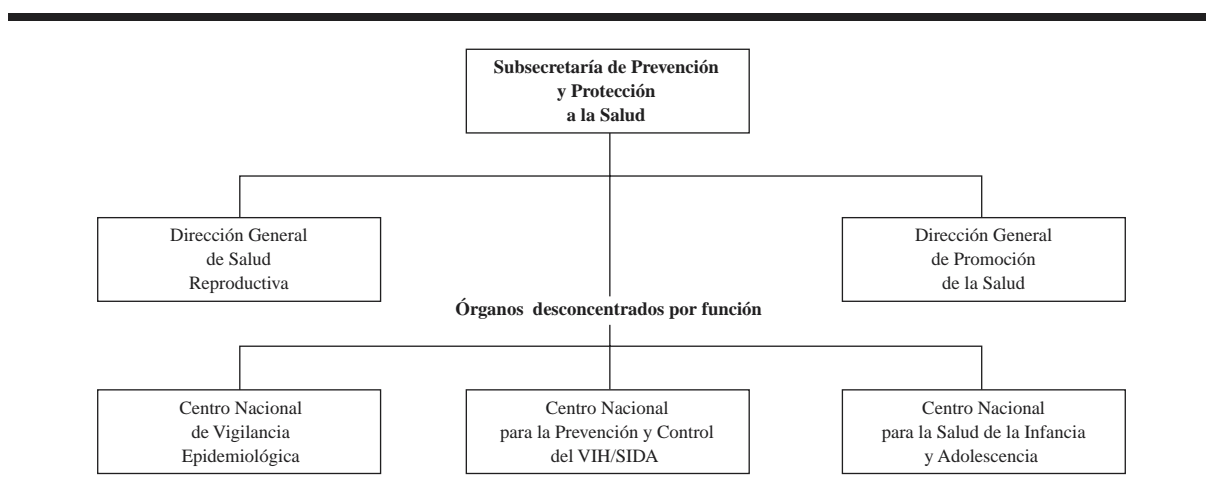 Subsecretaría de Prevención
y Protección
a la Salud
Dirección General
de Salud
Reproductiva
Dirección General
de Promoción
de la Salud
Órganos desconcentrados por función
Centro Nacional
de Vigilancia
Epidemiológica
Centro Nacional
para la Prevención y Control
del VIH/SIDA
Centro Nacional
para la Salud de la Infancia
y Adolescencia